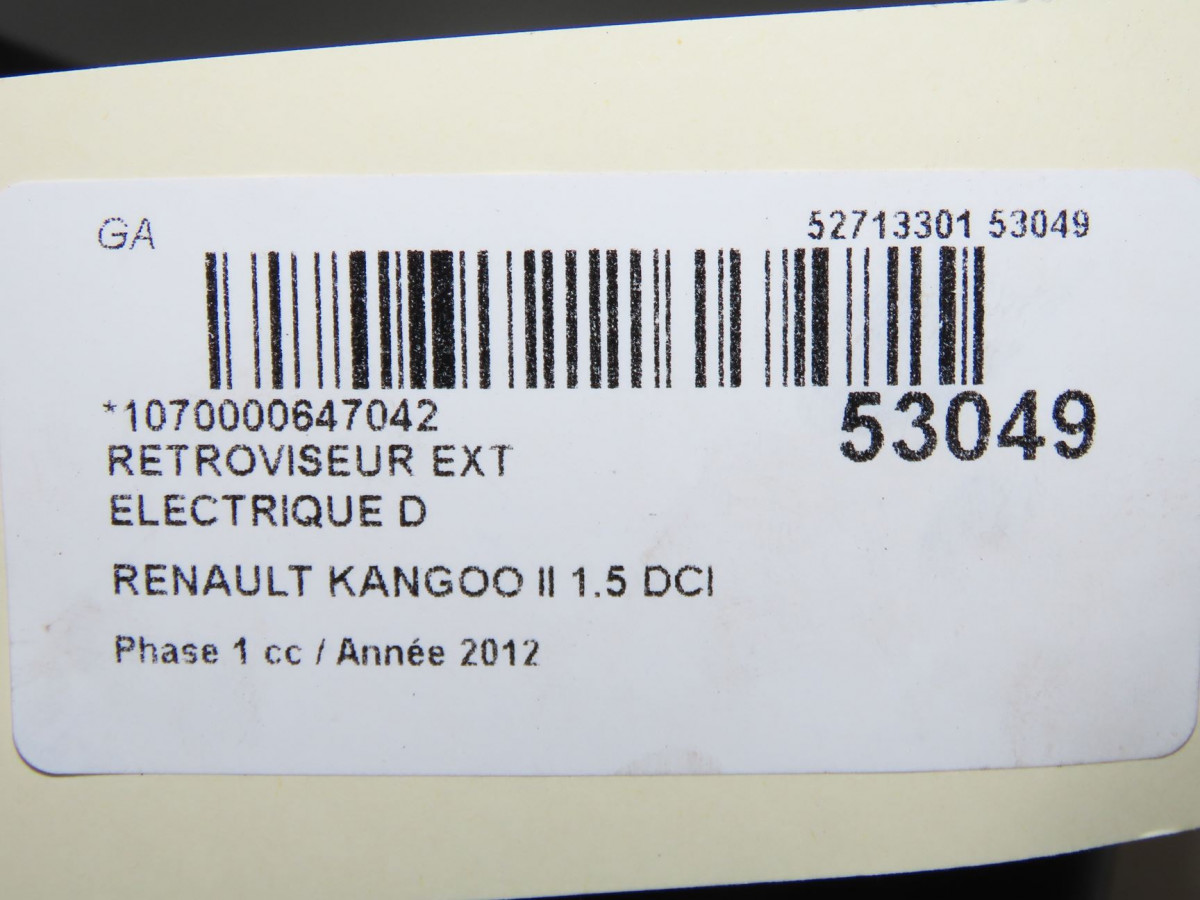 GA
52713301 53049
*1070000647042
53049
RETROVISEUR EXT
ELECTRIQUE D
RENAULT KANGOO II 1.5 DCI
Phase 1 cc / Année 2012